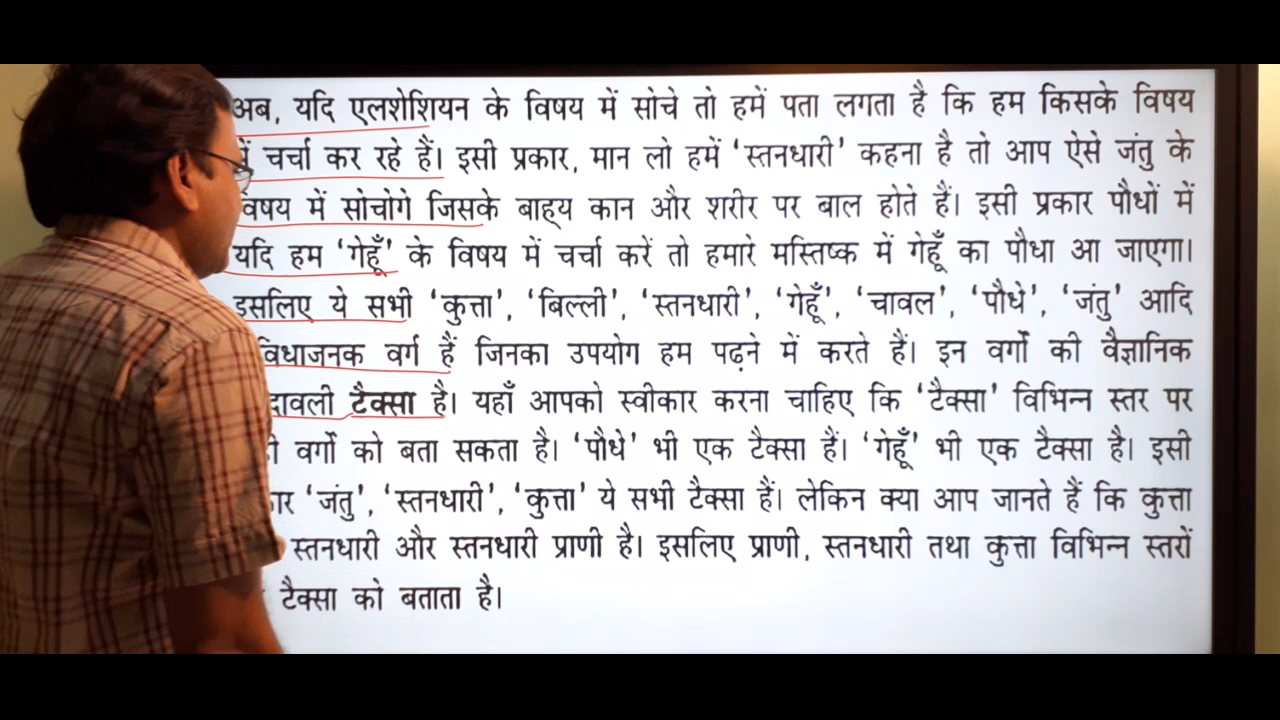 अब, यदि एलशेशियन के विषय में सोचे तो हमें पता लगता है कि हम किसके विषय
में चर्चा कर रहे हैं। इसी प्रकार, मान लो हमें ‘स्तनधारी’ कहना है तो आप ऐसे जंतु के
विषय में सोचोगे जिसके बाह्य कान और शरीर पर बाल होते हैं। इसी प्रकार पौधों में
यदि हम ‘गेहूँ’ के विषय में चर्चा करें तो हमारे मस्तिष्क में गेहूँ का पौधा आ जाएगा।
इसलिए ये सभी ‘कुत्ता’, ‘बिल्ली’, ‘स्तनधारी’, ‘गेहूँ’, ‘चावल’, ‘पौधे’, ‘जंतु’ आदि
वर्ग हैं जिनका उपयोग हम पढ़ने में करते हैं। इन वर्गों की वैज्ञानिक
टैक्सा है। यहाँ आपको स्वीकार करना चाहिए कि ‘टैक्सा’ विभिन्न स्तर पर
वर्गों को बता सकता है। ‘पौधे’ भी एक टैक्सा हैं। ‘गेहूँ’ भी एक टैक्सा है। इसी
‘जंतु’, ‘स्तनधारी’, ‘कुत्ता’ ये सभी टैक्सा हैं। लेकिन क्या आप जानते हैं कि कुत्ता
स्तनधारी और स्तनधारी प्राणी है। इसलिए प्राणी, स्तनधारी तथा कुत्ता विभिन्न स्तरों
टैक्सा को बताता है।